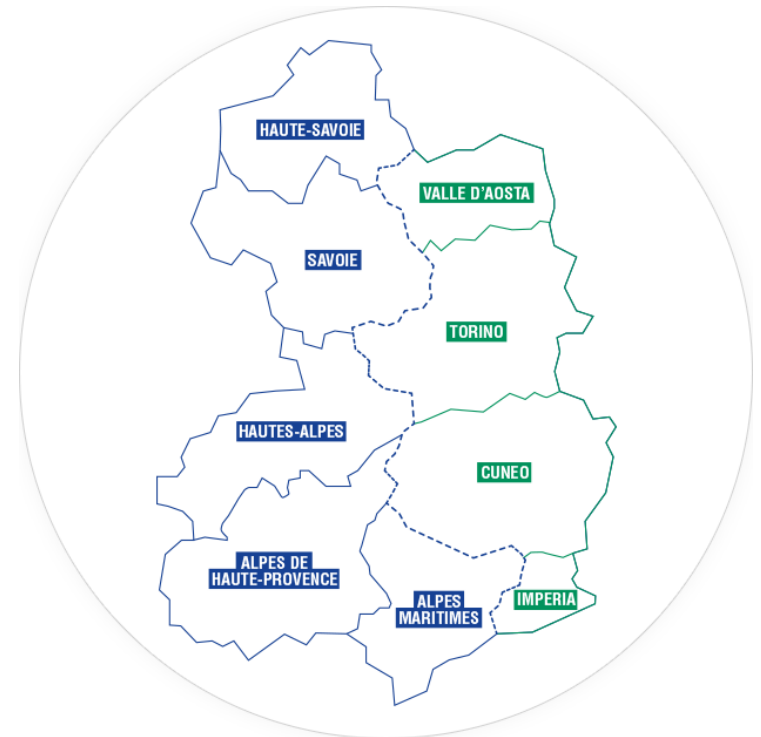 HAUTE-SAVOIE
VALLE D'AOSTA
SAVOIE
TORINO
HAUTES-ALPES
CUNEO
ALPES DE
HAUTE-PROVENCE
ALPES
MARITIMES
IMPERIA